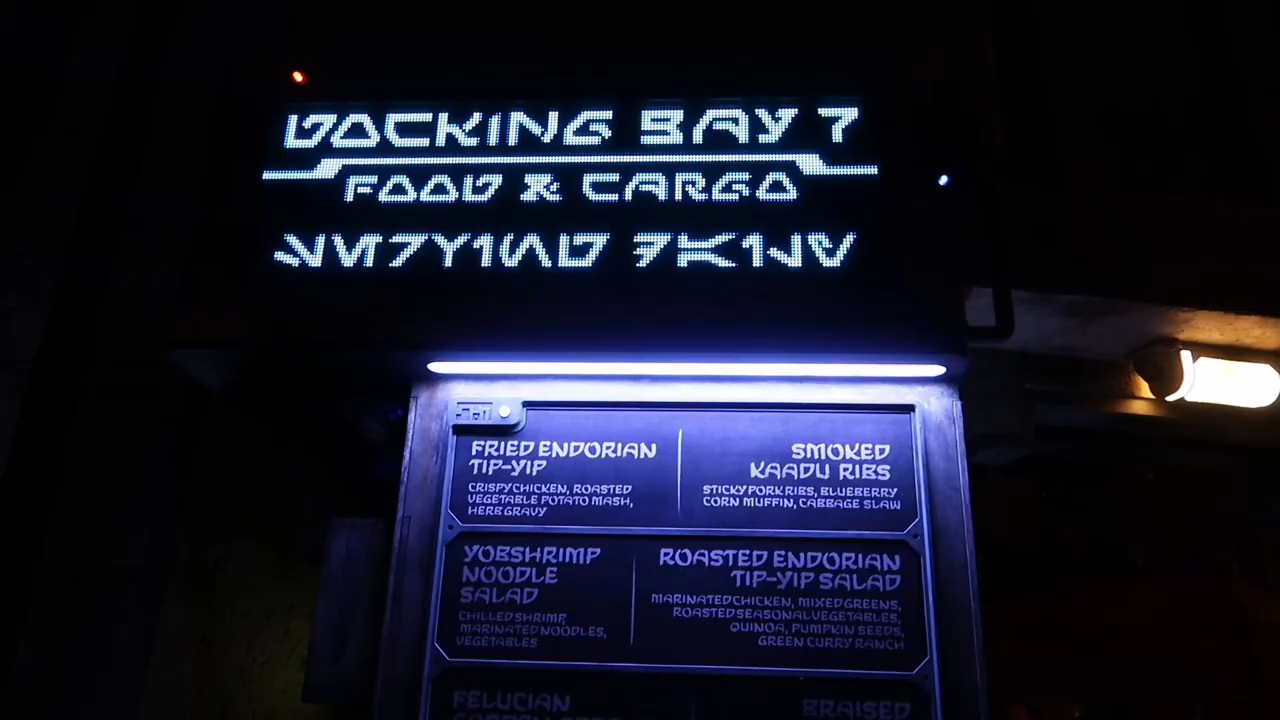 DOCKING BAY 7
FOOD & CARGO
FRIED ENDORIAN
TIP-YIP
CRISPY CHICKEN, ROASTED
VEGETABLE POTATO MASH,
HERB GRAVY
SMOKED
KAADU RIBS
STICKY PORK RIBS, BLUEBERRY
CORN MUFFIN, CABBAGE SLAW
YOBSHRIMP
NOODLE
SALAD
CHILLED SHRIMP,
MARINATED NOODLES,
VEGETABLES
ROASTED ENDORIAN
TIP-YIP SALAD
MARINATED CHICKEN, MIXED GREENS,
ROASTED SEASONAL VEGETABLES,
QUINOA, PUMPKIN SEEDS,
GREEN CURRY RANCH
FELUCIAN
BRAISED